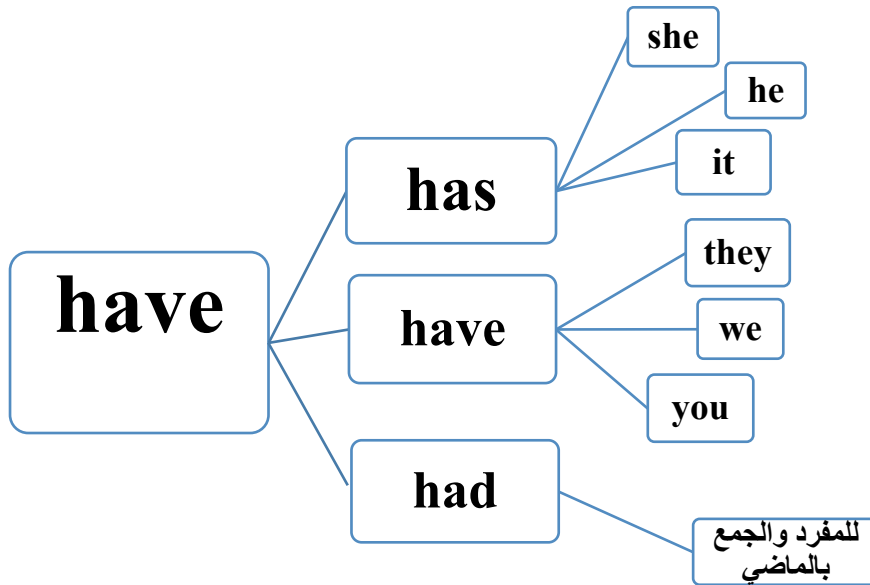 have
has
she
he
it
have
they
we
you
had
للمفرد والجمع
بالماضي